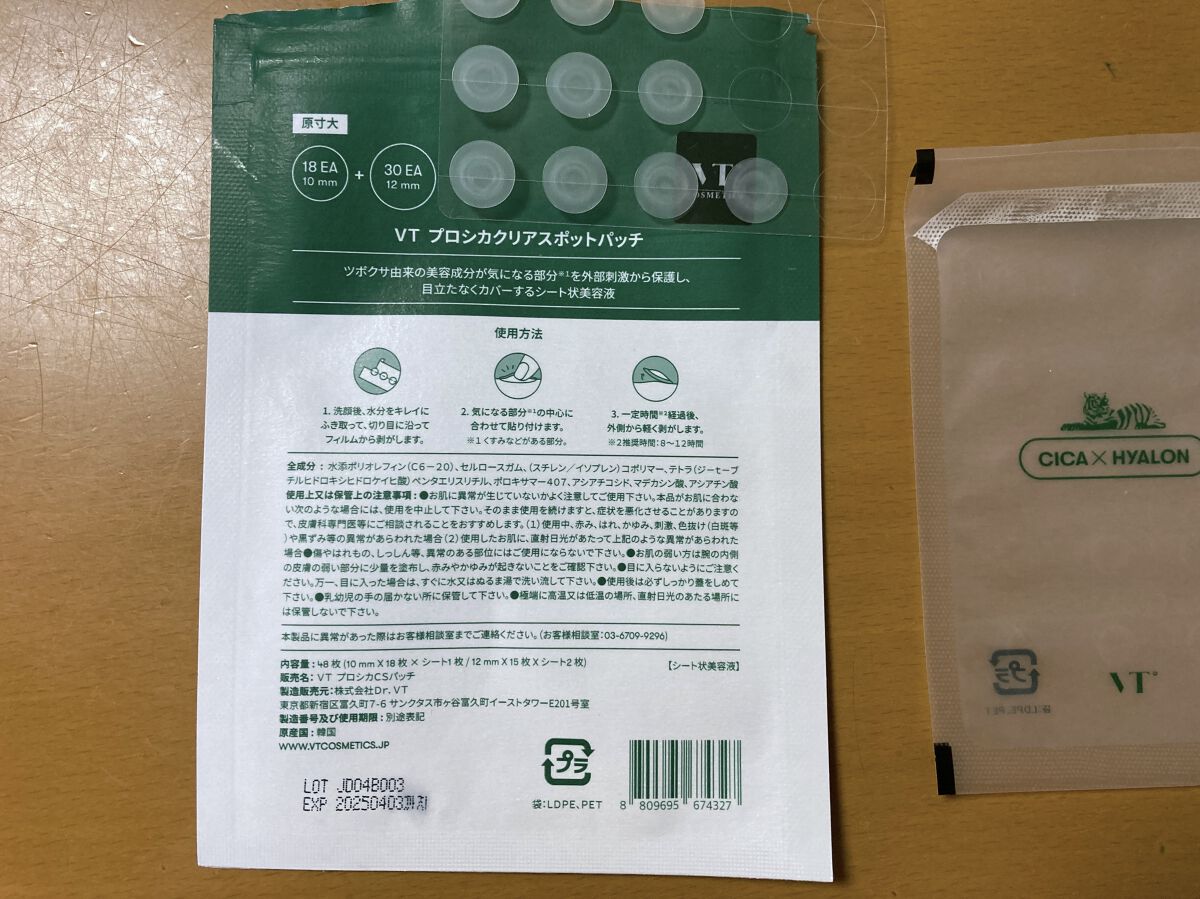 原寸大
18 EA
10 mm
+
30 EA
12 mm
VT
COSMETICS
VT プロシカクリアスポットパッチ
ツボクサ由来の美容成分が気になる部分※1を外部刺激から保護し、
目立たなくカバーするシート状美容液
使用方法
1. 洗顔後、水分をキレイに
ふき取って、切り目に沿って
フィルムから剥がします。
2. 気になる部分※1の中心に
合わせて貼り付けます。
※1 くすみなどがある部分。
3. 一定時間※2経過後、
外側から軽く剥がします。
※2推奨時間：8〜12時間
全成分：水添ポリオレフィン（C6－20）、セルロースガム、（スチレン／イソプレン）コポリマー、テトラ（ジーtーブ
チルヒドロキシヒドロケイヒ酸）ペンタエリスリチル、ポロキサマー407、アシアチコシド、マデカシン酸、アシアチン酸
使用上又は保管上の注意事項：●お肌に異常が生じていないかよく注意してご使用下さい。本品がお肌に合わな
い次のような場合には、使用を中止して下さい。そのまま使用を続けますと、症状を悪化させることがありますの
で、皮膚科専門医等にご相談されることをおすすめします。（1）使用中、赤み、はれ、かゆみ、刺激、色抜け（白斑等）
や黒ずみ等の異常があらわれた場合（2）使用したお肌に、直射日光があたって上記のような異常があらわれた
場合●傷やはれもの、しっしん等、異常のある部位にはご使用にならないで下さい。●お肌の弱い方は腕の内側
の皮膚の弱い部分に少量を塗布し、赤みやかゆみが起きないことをご確認下さい。●目に入らないようにご注意く
ださい。万一、目に入った場合は、すぐに水又はぬるま湯で洗い流して下さい。●使用後は必ずしっかり蓋をしめて
下さい。●乳幼児の手の届かない所に保管して下さい。●極端に高温又は低温の場所、直射日光のあたる場所に
は保管しないで下さい。
本製品に異常があった際はお客様相談室までご連絡ください。（お客様相談室：03-6709-9296）
内容量：48枚（10 mm X 18枚 × シート1枚 / 12 mm X 15枚 X シート2枚）
【シート状美容液】
販売名：VT プロシカCSパッチ
製造販売元：株式会社Dr. VT
東京都新宿区富久町7-6 サンクタス市ヶ谷富久町イーストタワーE201号室
製造番号及び使用期限：別途表記
原産国：韓国
WWW.VTCOSMETICS.JP
LOT JD04B003
EXP 20250403까지
プラ
袋：LDPE、PET
8 809695 674327
CICA × HYALON
プラ
袋：LDPE、PET
VT